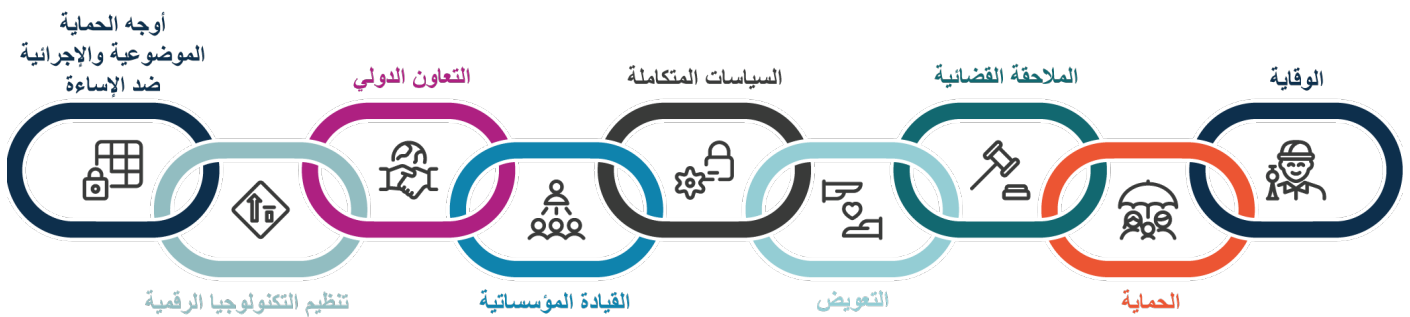 الوقاية
الحماية
الملاحقة القضائية
التعويض
السياسات المتكاملة
القيادة المؤسساتية
التعاون الدولي
تنظيم التكنولوجيا الرقمية
أوجه الحماية
الموضوعية والإجرائية
ضد الإساءة